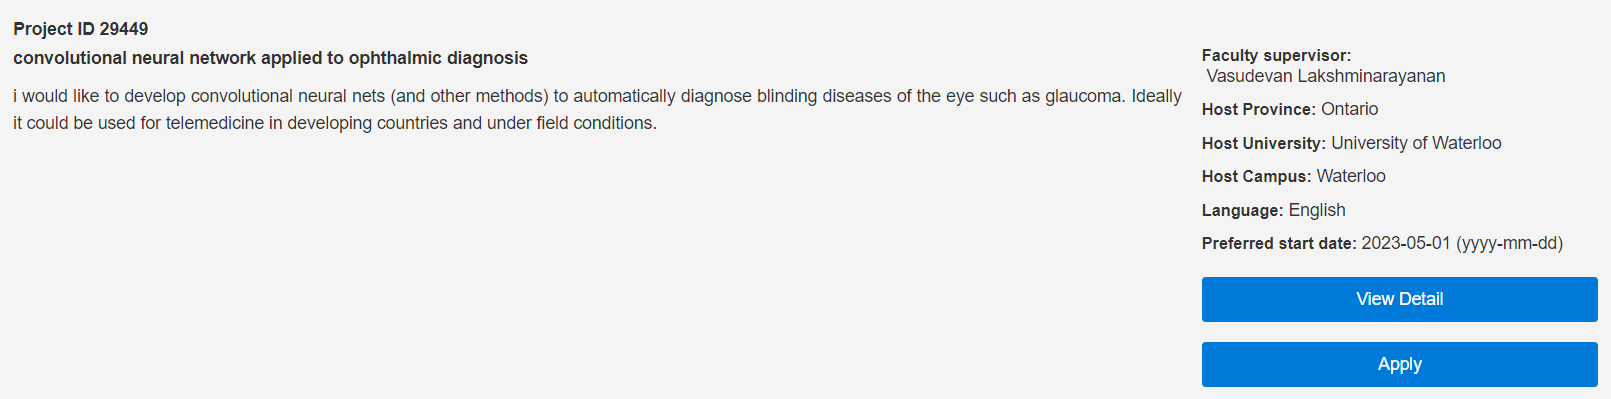 Project ID 29449
convolutional neural network applied to ophthalmic diagnosis
i would like to develop convolutional neural nets (and other methods) to automatically diagnose blinding diseases of the eye such as glaucoma. Ideally
it could be used for telemedicine in developing countries and under field conditions.
Faculty supervisor:
Vasudevan Lakshminarayanan
Host Province: Ontario
Host University: University of Waterloo
Host Campus: Waterloo
Language: English
Preferred start date: 2023-05-01 (yyyy-mm-dd)
View Detail
Apply